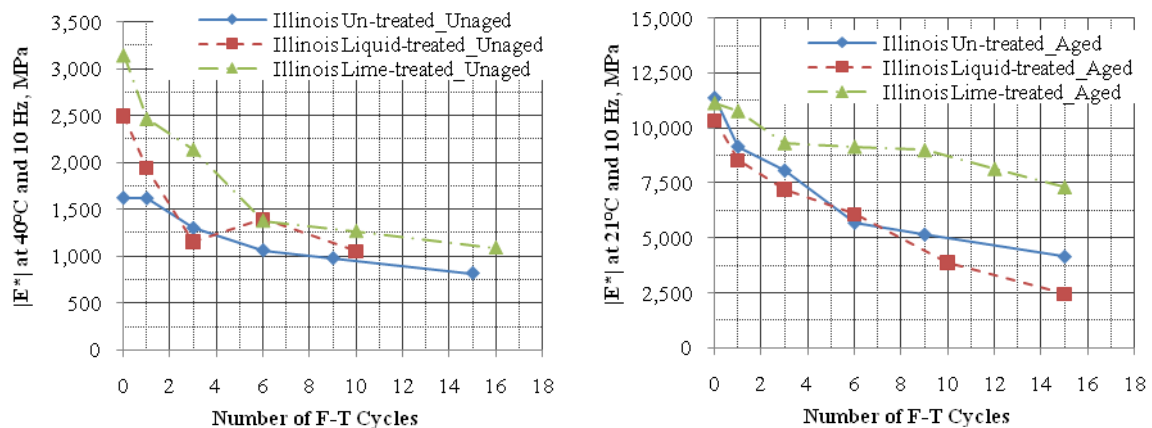 |E*| at 40°C and 10 Hz, MPa
3,500
3,000
2,500
2,000
1,500
1,000
500
0
Illinois Un-treated_Unaged
Illinois Liquid-treated_Unaged
Illinois Lime-treated_Unaged
0 2 4 6 8 10 12 14 16 18
Number of F-T Cycles
|E*| at 21°C and 10 Hz, MPa
15,000
12,500
10,000
7,500
5,000
2,500
0
Illinois Un-treated_Aged
Illinois Liquid-treated_Aged
Illinois Lime-treated_Aged
0 2 4 6 8 10 12 14 16 18
Number of F-T Cycles